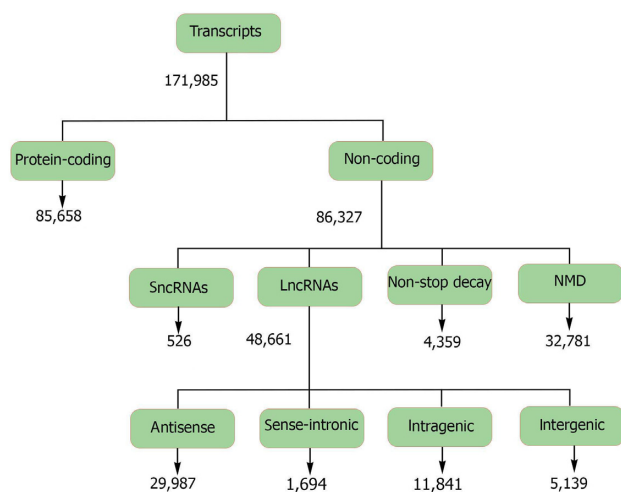 Transcripts
171,985
Protein-coding
Non-coding
85,658
86,327
SncRNAs
LncRNAs
Non-stop decay
NMD
526
48,661
4,359
32,781
Antisense
Sense-intronic
Intragenic
Intergenic
29,987
1,694
11,841
5,139